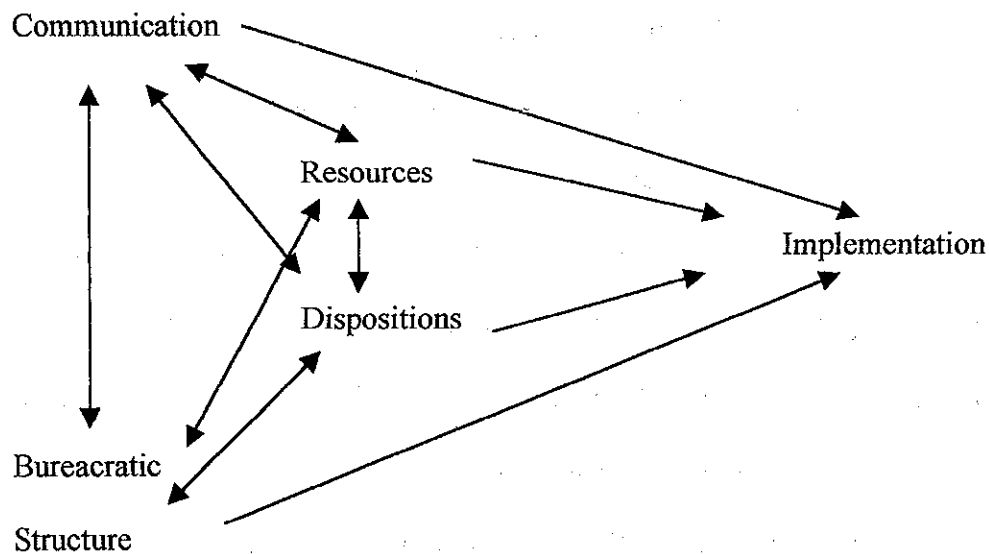 Communication
Resources
Implementation
Dispositions
Bureacratic
Structure